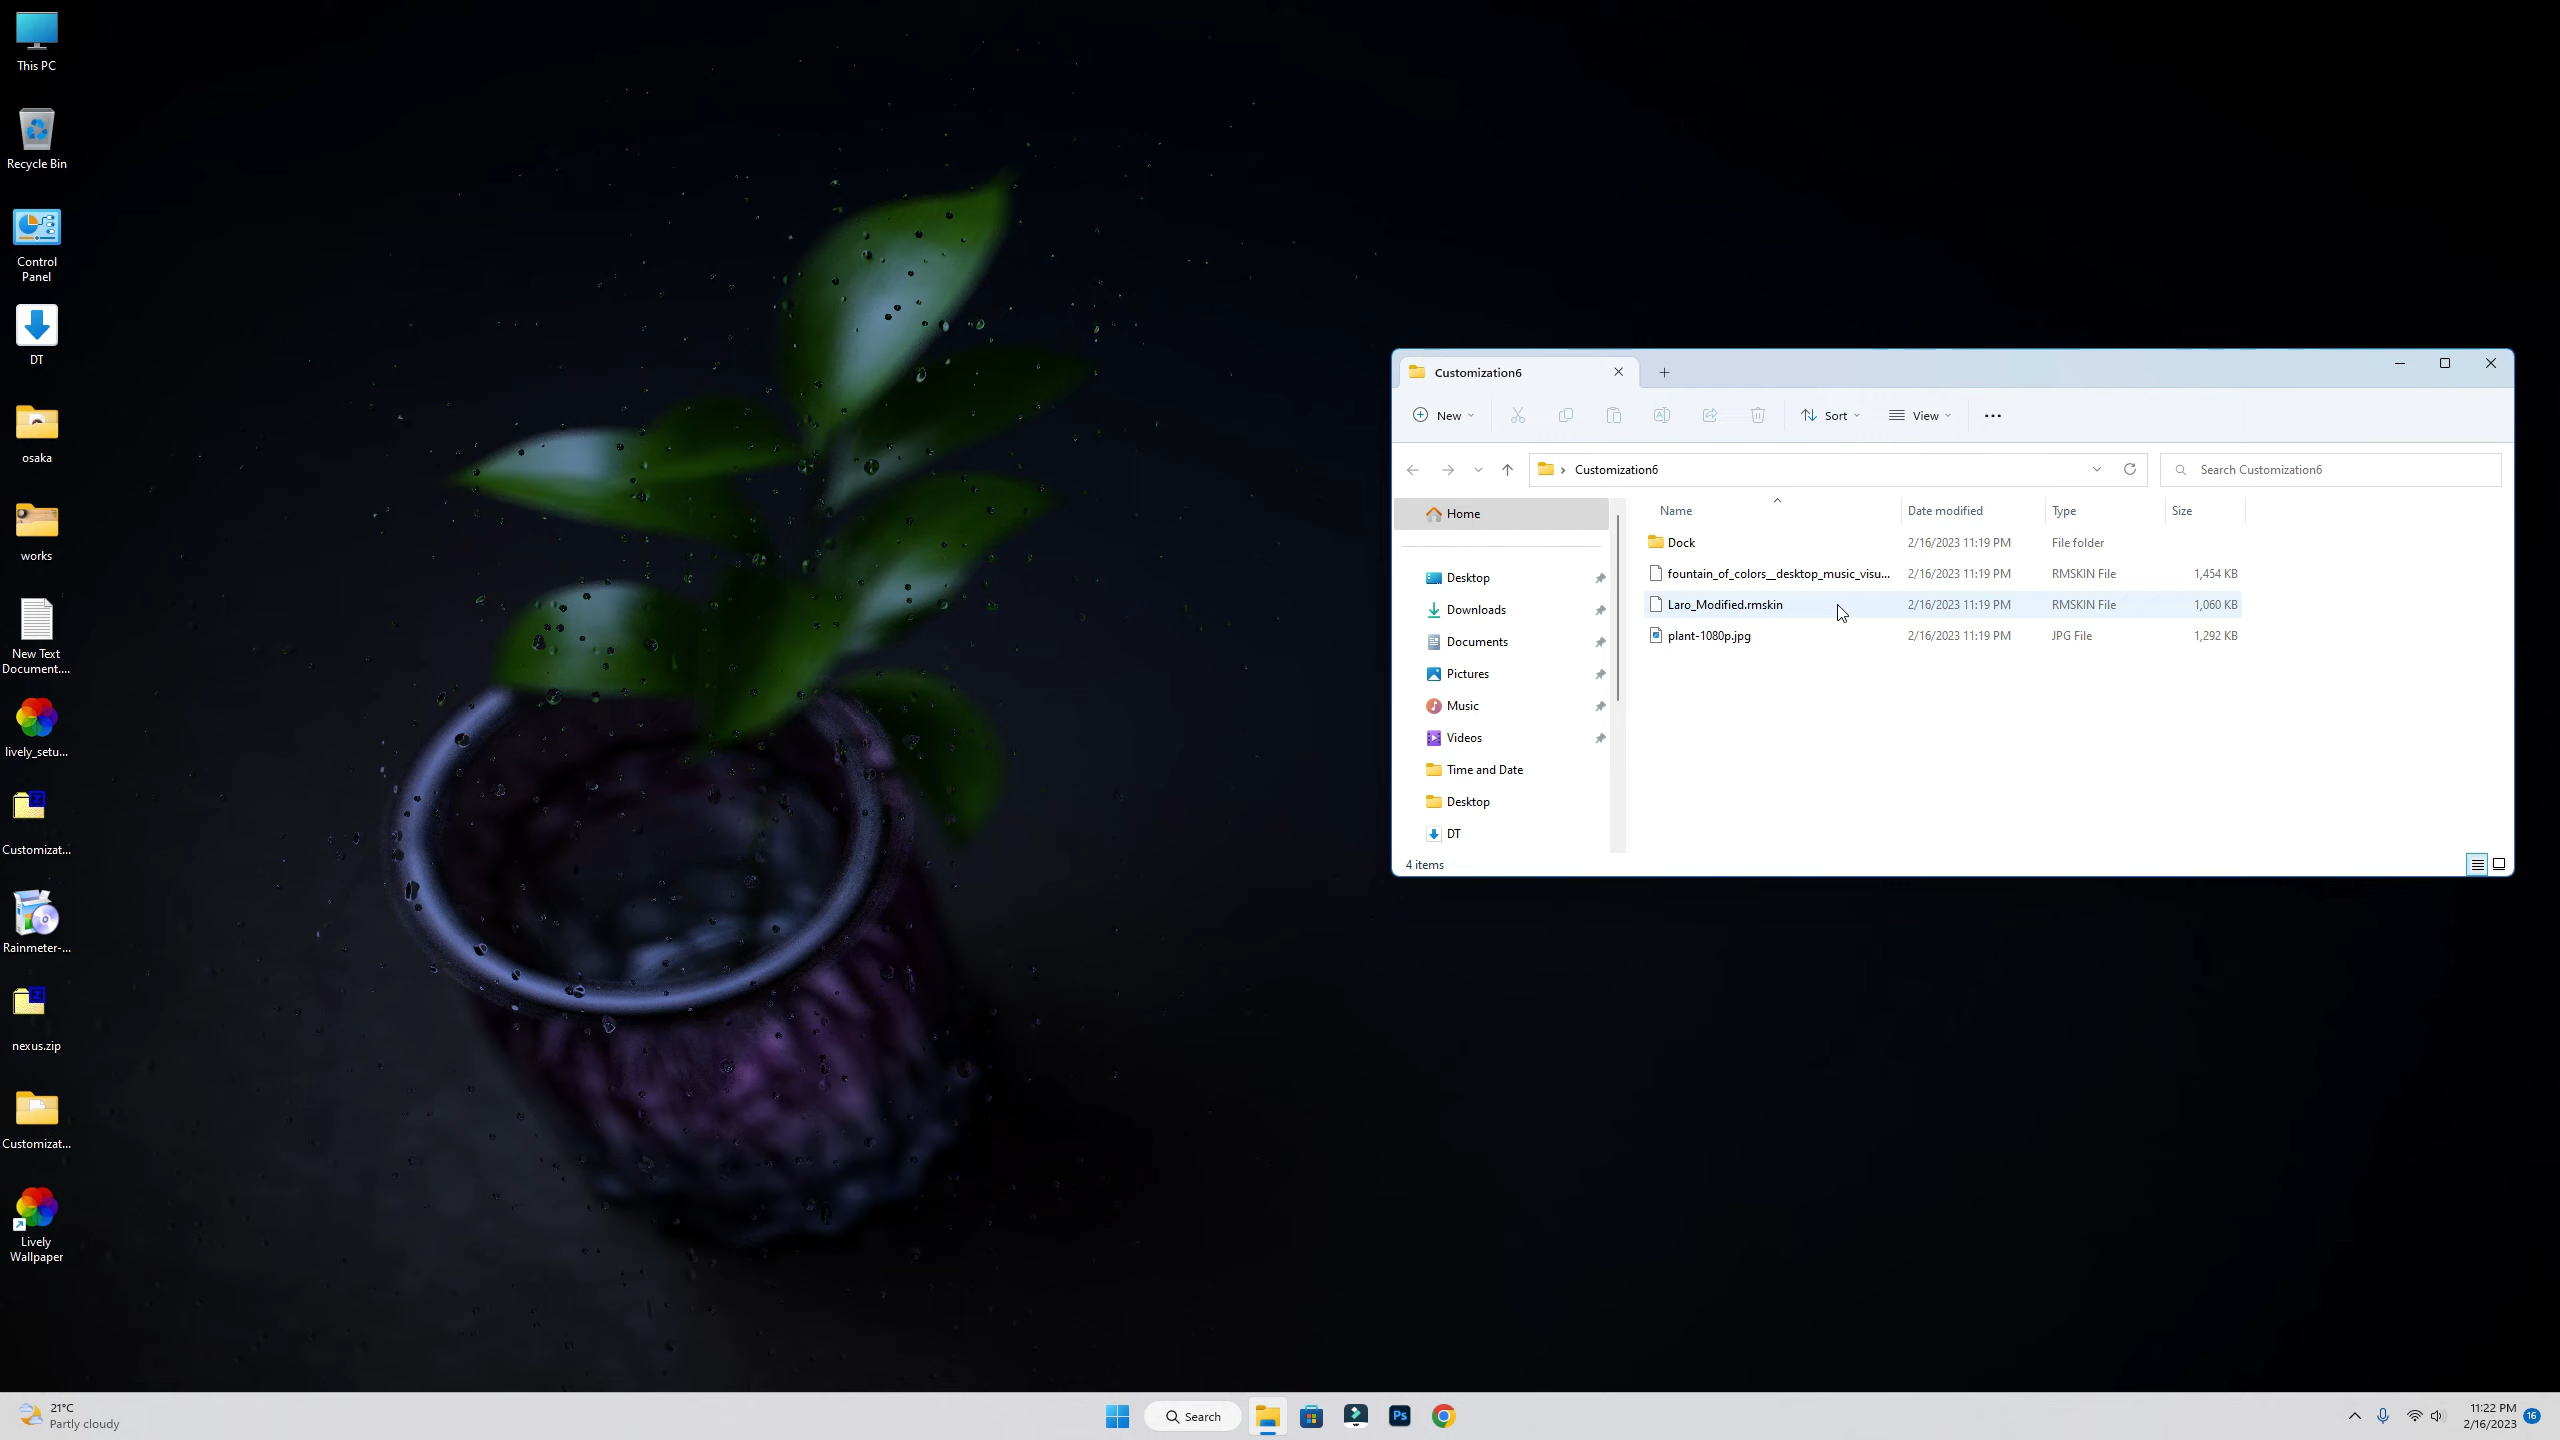 This PC
Recycle Bin
Control
Panel
DT
osaka
works
New Text
Document....
lively_setu...
Customizat...
Rainmeter-...
nexus.zip
Customizat...
Lively
Wallpaper
Customization6
New
Sort
View
Customization6
Search Customization6
Home
Desktop
Downloads
Documents
Pictures
Music
Videos
Time and Date
Desktop
DT
Name Date modified Type Size
Dock 2/16/2023 11:19 PM File folder
fountain_of_colors__desktop_music_visu... 2/16/2023 11:19 PM RMSKIN File 1,454 KB
Laro_Modified.rmskin 2/16/2023 11:19 PM RMSKIN File 1,060 KB
plant-1080p.jpg 2/16/2023 11:19 PM JPG File 1,292 KB
4 items
21°C
Partly cloudy
Search
Ps
11:22 PM
2/16/2023
16